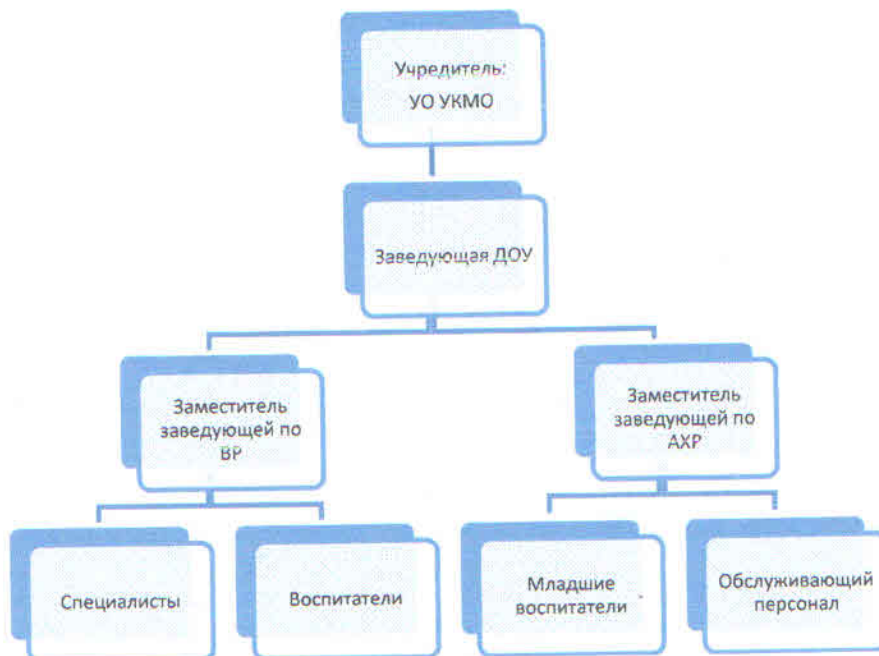 Учредитель:
УО УКМО
Заведующая ДОУ
Заместитель
заведующей по
ВР
Заместитель
заведующей по
АХР
Специалисты
Воспитатели
Младшие
воспитатели
Обслуживающий
персонал